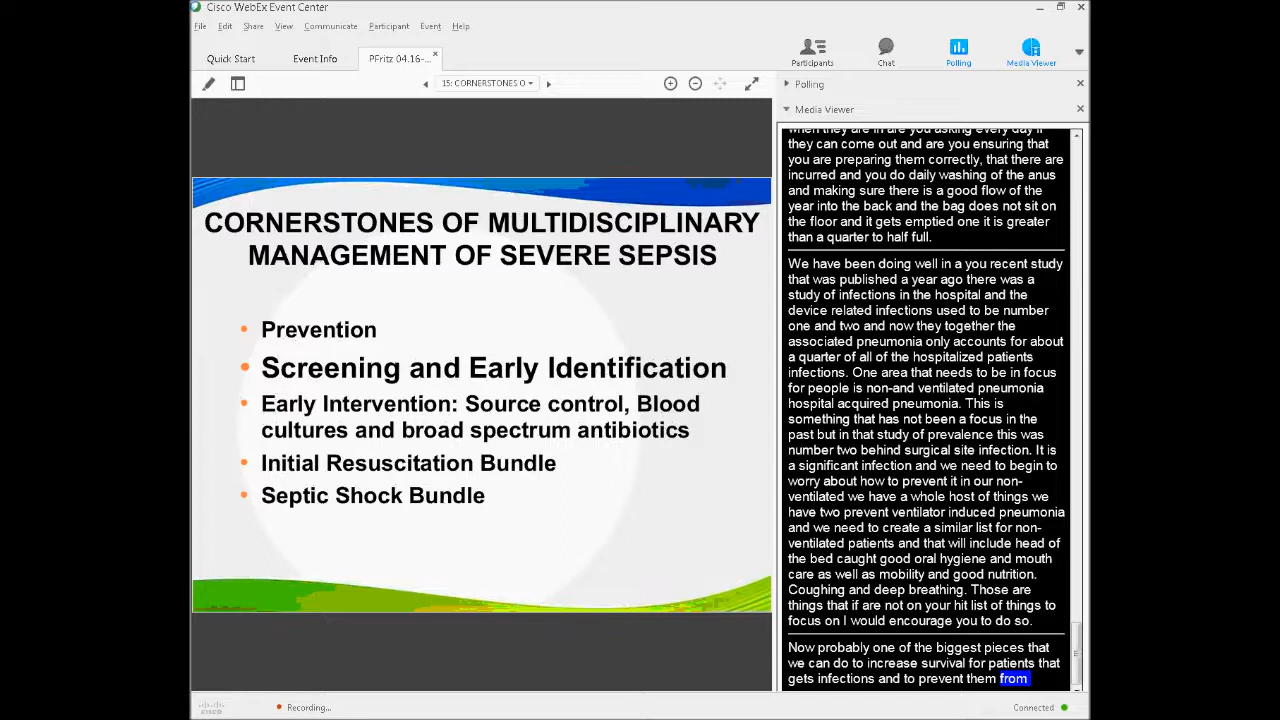 Cisco WebEx Event Center
File Edit Share View Communicate Participant Event Help
Quick Start Event Info PFritz 04.16-...
Participants Chat Polling Media Viewer
15: CORNERSTONES O
Polling
Media Viewer
CORNERSTONES OF MULTIDISCIPLINARY
MANAGEMENT OF SEVERE SEPSIS
• Prevention
• Screening and Early Identification
• Early Intervention: Source control, Blood
cultures and broad spectrum antibiotics
• Initial Resuscitation Bundle
• Septic Shock Bundle
when they are in are you asking every day if
they can come out and are you ensuring that
you are preparing them correctly, that there are
incurred and you do daily washing of the anus
and making sure there is a good flow of the
year into the back and the bag does not sit on
the floor and it gets emptied one it is greater
than a quarter to half full.
We have been doing well in a you recent study
that was published a year ago there was a
study of infections in the hospital and the
device related infections used to be number
one and two and now they together the
associated pneumonia only accounts for about
a quarter of all of the hospitalized patients
infections. One area that needs to be in focus
for people is non-and ventilated pneumonia
hospital acquired pneumonia. This is
something that has not been a focus in the
past but in that study of prevalence this was
number two behind surgical site infection. It is
a significant infection and we need to begin to
worry about how to prevent it in our non-
ventilated we have a whole host of things we
have two prevent ventilator induced pneumonia
and we need to create a similar list for non-
ventilated patients and that will include head of
the bed caught good oral hygiene and mouth
care as well as mobility and good nutrition.
Coughing and deep breathing. Those are
things that if are not on your hit list of things to
focus on I would encourage you to do so.
Now probably one of the biggest pieces that
we can do to increase survival for patients that
gets infections and to prevent them from
cisco
Recording...
Connected